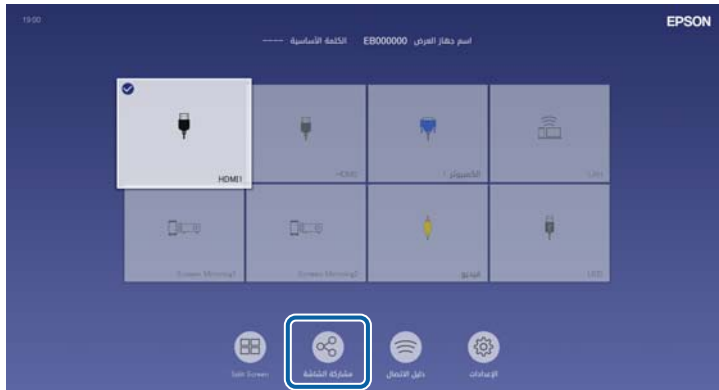 19:00
EPSON
اسم جهاز العرض EB000000 الكلمة الأساسية ----
HDMI1
HDMI2
الكمبيوتر 1
LAN
Screen Mirroring1
Screen Mirroring2
الفيديو
USB
Split Screen
مشاركة الشاشة
دليل الاتصال
الإعدادات